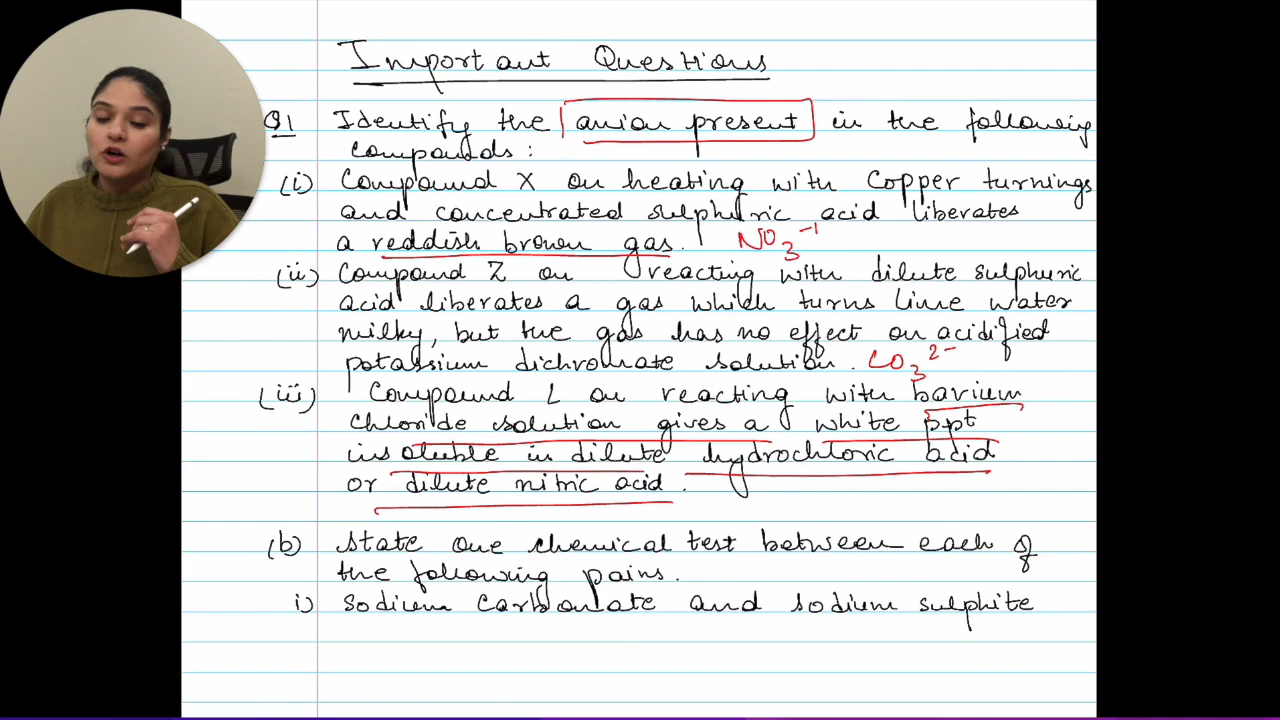 Important Questions
Q1 Identify the anion present in the following
compounds :
(i) Compound X on heating with copper turnings
and concentrated sulphuric acid liberates
a reddish brown gas. NO3-1
(ii) Compound Z on reacting with dilute sulphuric
acid liberates a gas which turns lime water
milky, but the gas has no effect on acidified
potassium dichromate solution. CO3 2-
(iii) Compound L on reacting with barium
chloride solution gives a white ppt
insoluble in dilute hydrochloric acid
or dilute nitric acid.
(b) State one chemical test between each of
the following pairs.
i) sodium carbonate and sodium sulphite